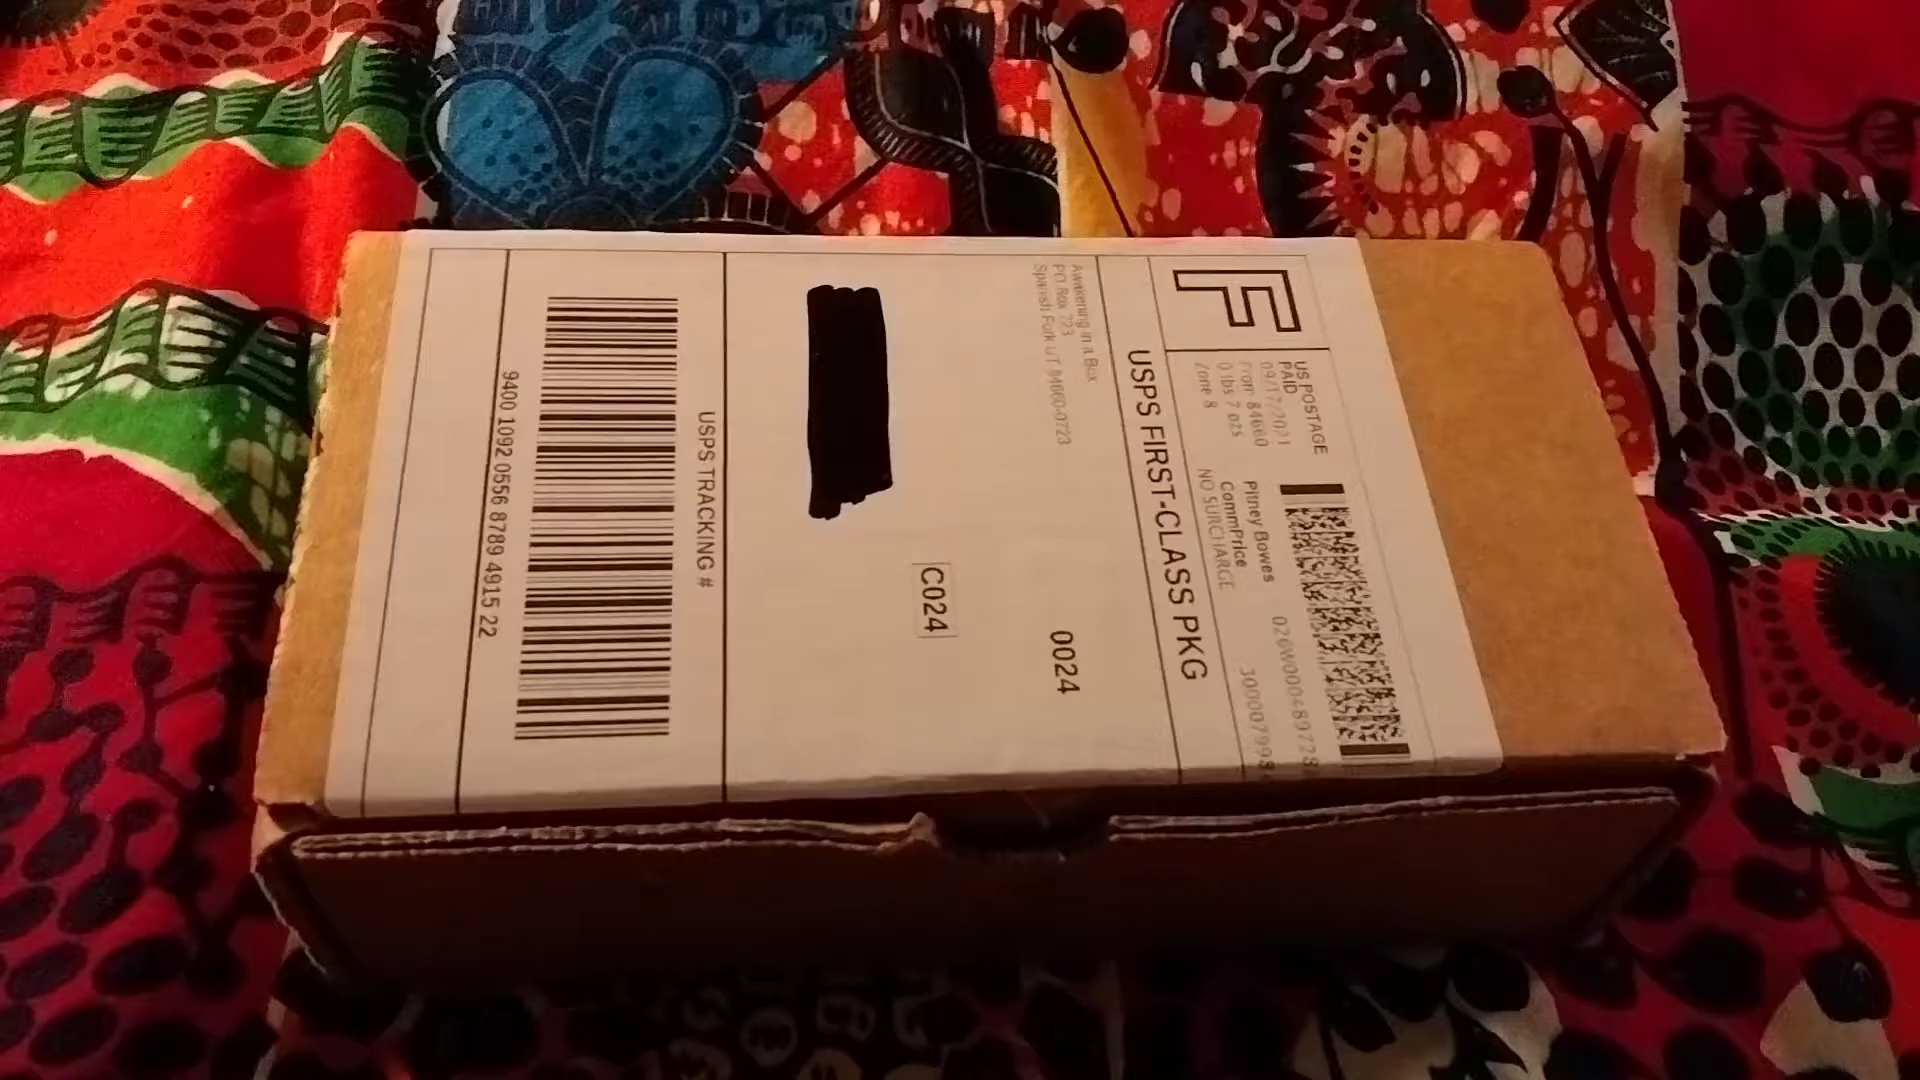 F
US POSTAGE
PAID
09/17/2021
From 84660
0 lbs 7 ozs
Zone 8
Pitney Bowes
CommPrice
NO SURCHARGE
USPS FIRST-CLASS PKG
Awakening in a Box
PO Box 723
Spanish Fork UT 84660-0723
0024
C024
USPS TRACKING #
9400 1092 0556 8789 4915 22